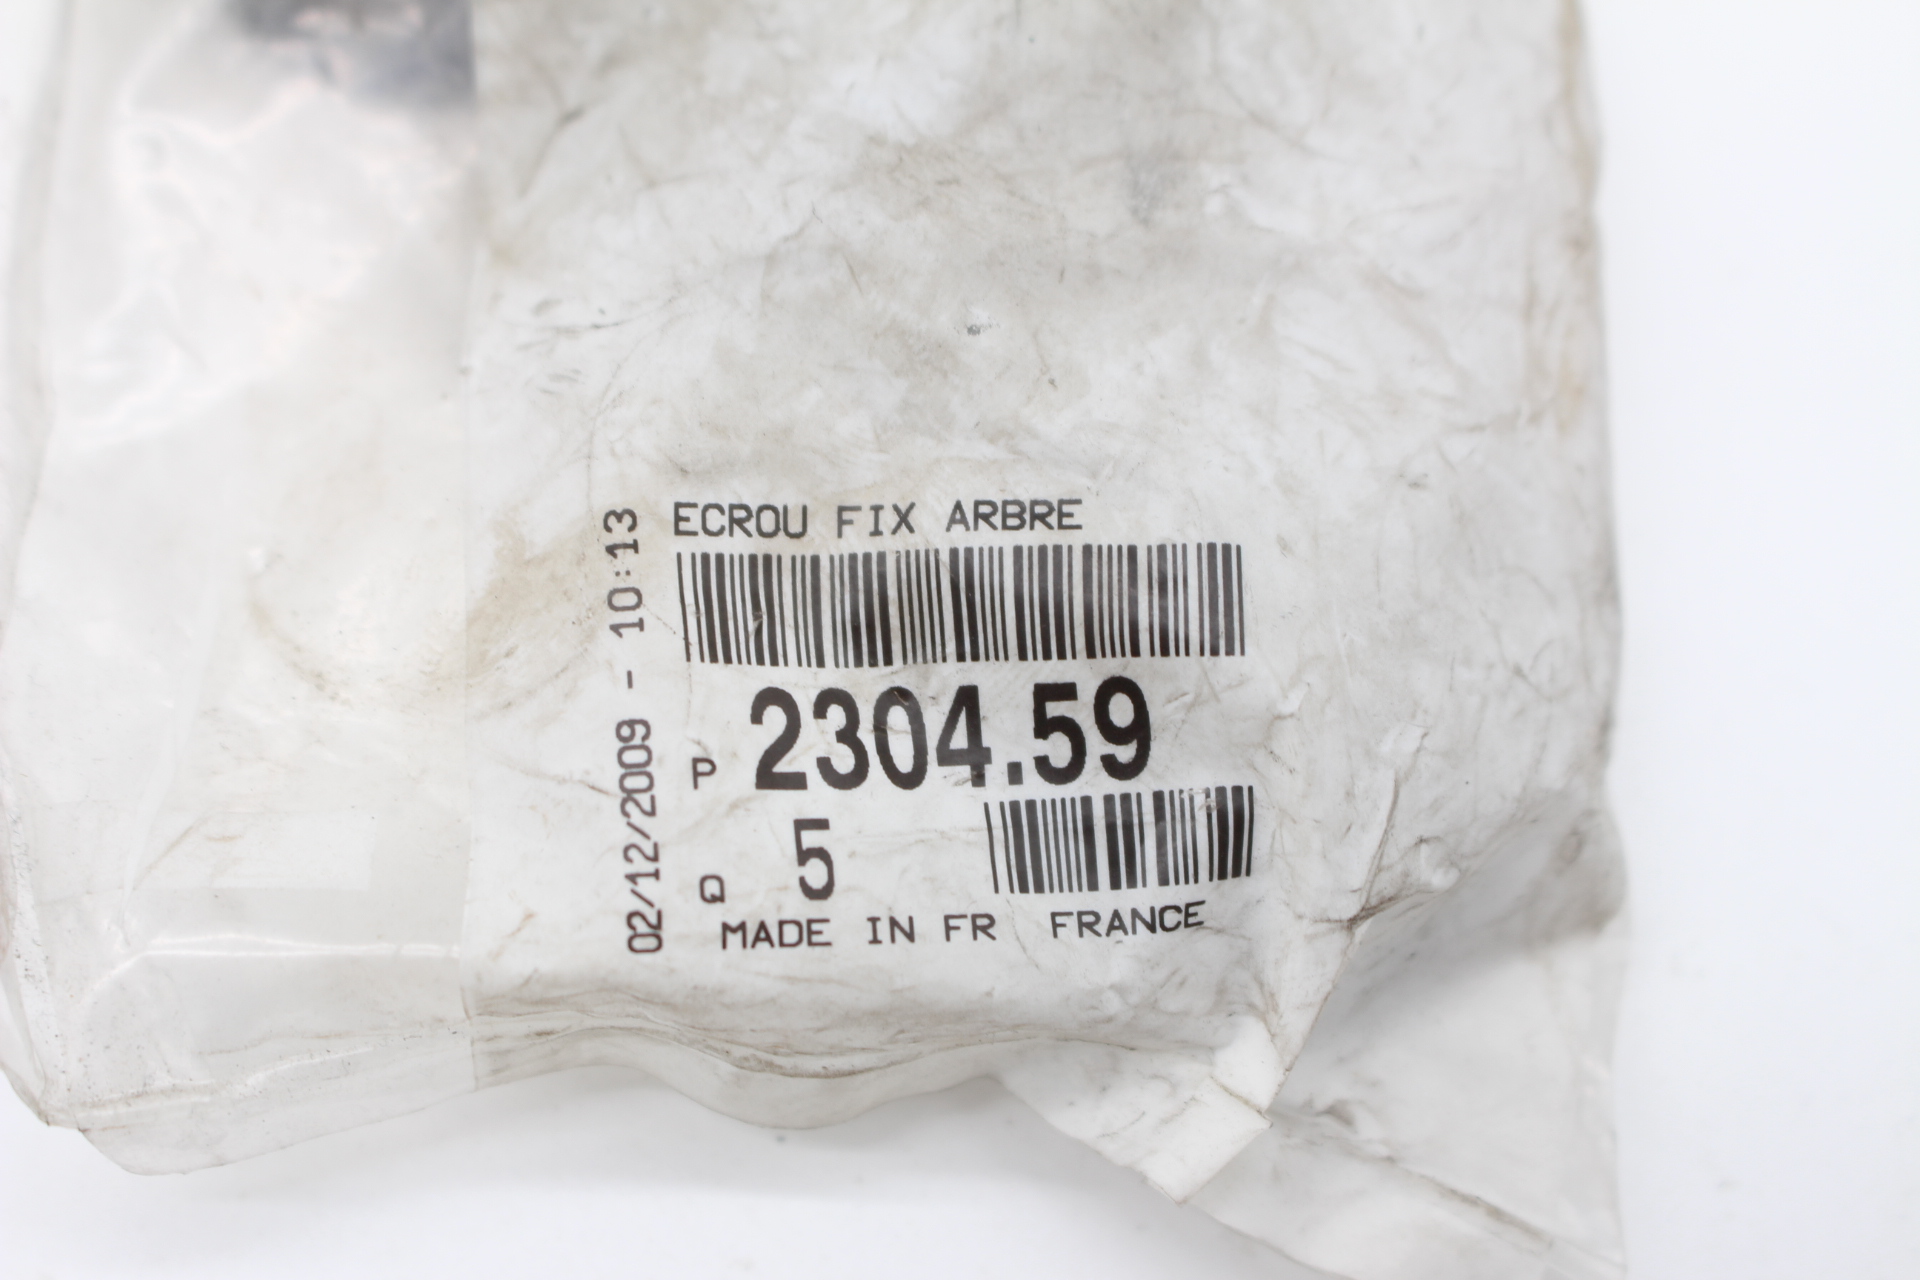 ECROU FIX ARBRE
P 2304.59
Q 5
MADE IN FR FRANCE
02/12/2009 - 10:13